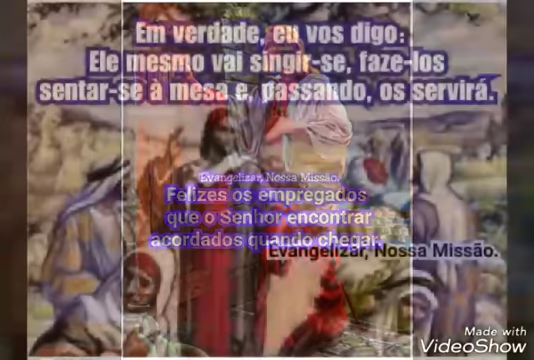 Em verdade, eu vos digo:
Ele mesmo vai singir-se, faze-los
sentar-se à mesa e, passando, os servirá.
Evangelizar, Nossa Missão.
Felizes os empregados
que o Senhor encontrar
acordados quando chegar.
Evangelizar, Nossa Missão.
Made with
VideoShow